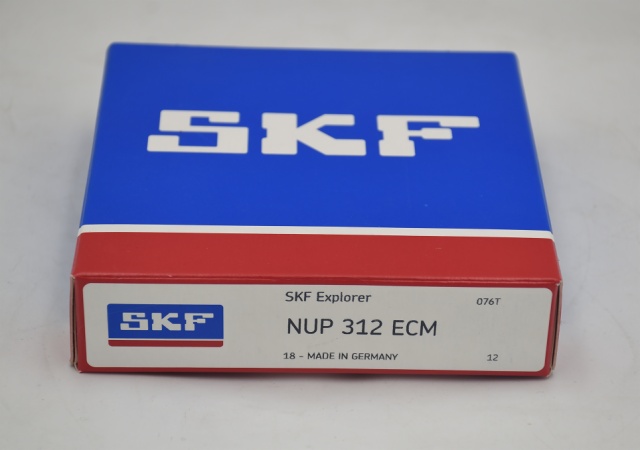 SKF
SKF
SKF Explorer
076T
NUP 312 ECM
18 - MADE IN GERMANY
12